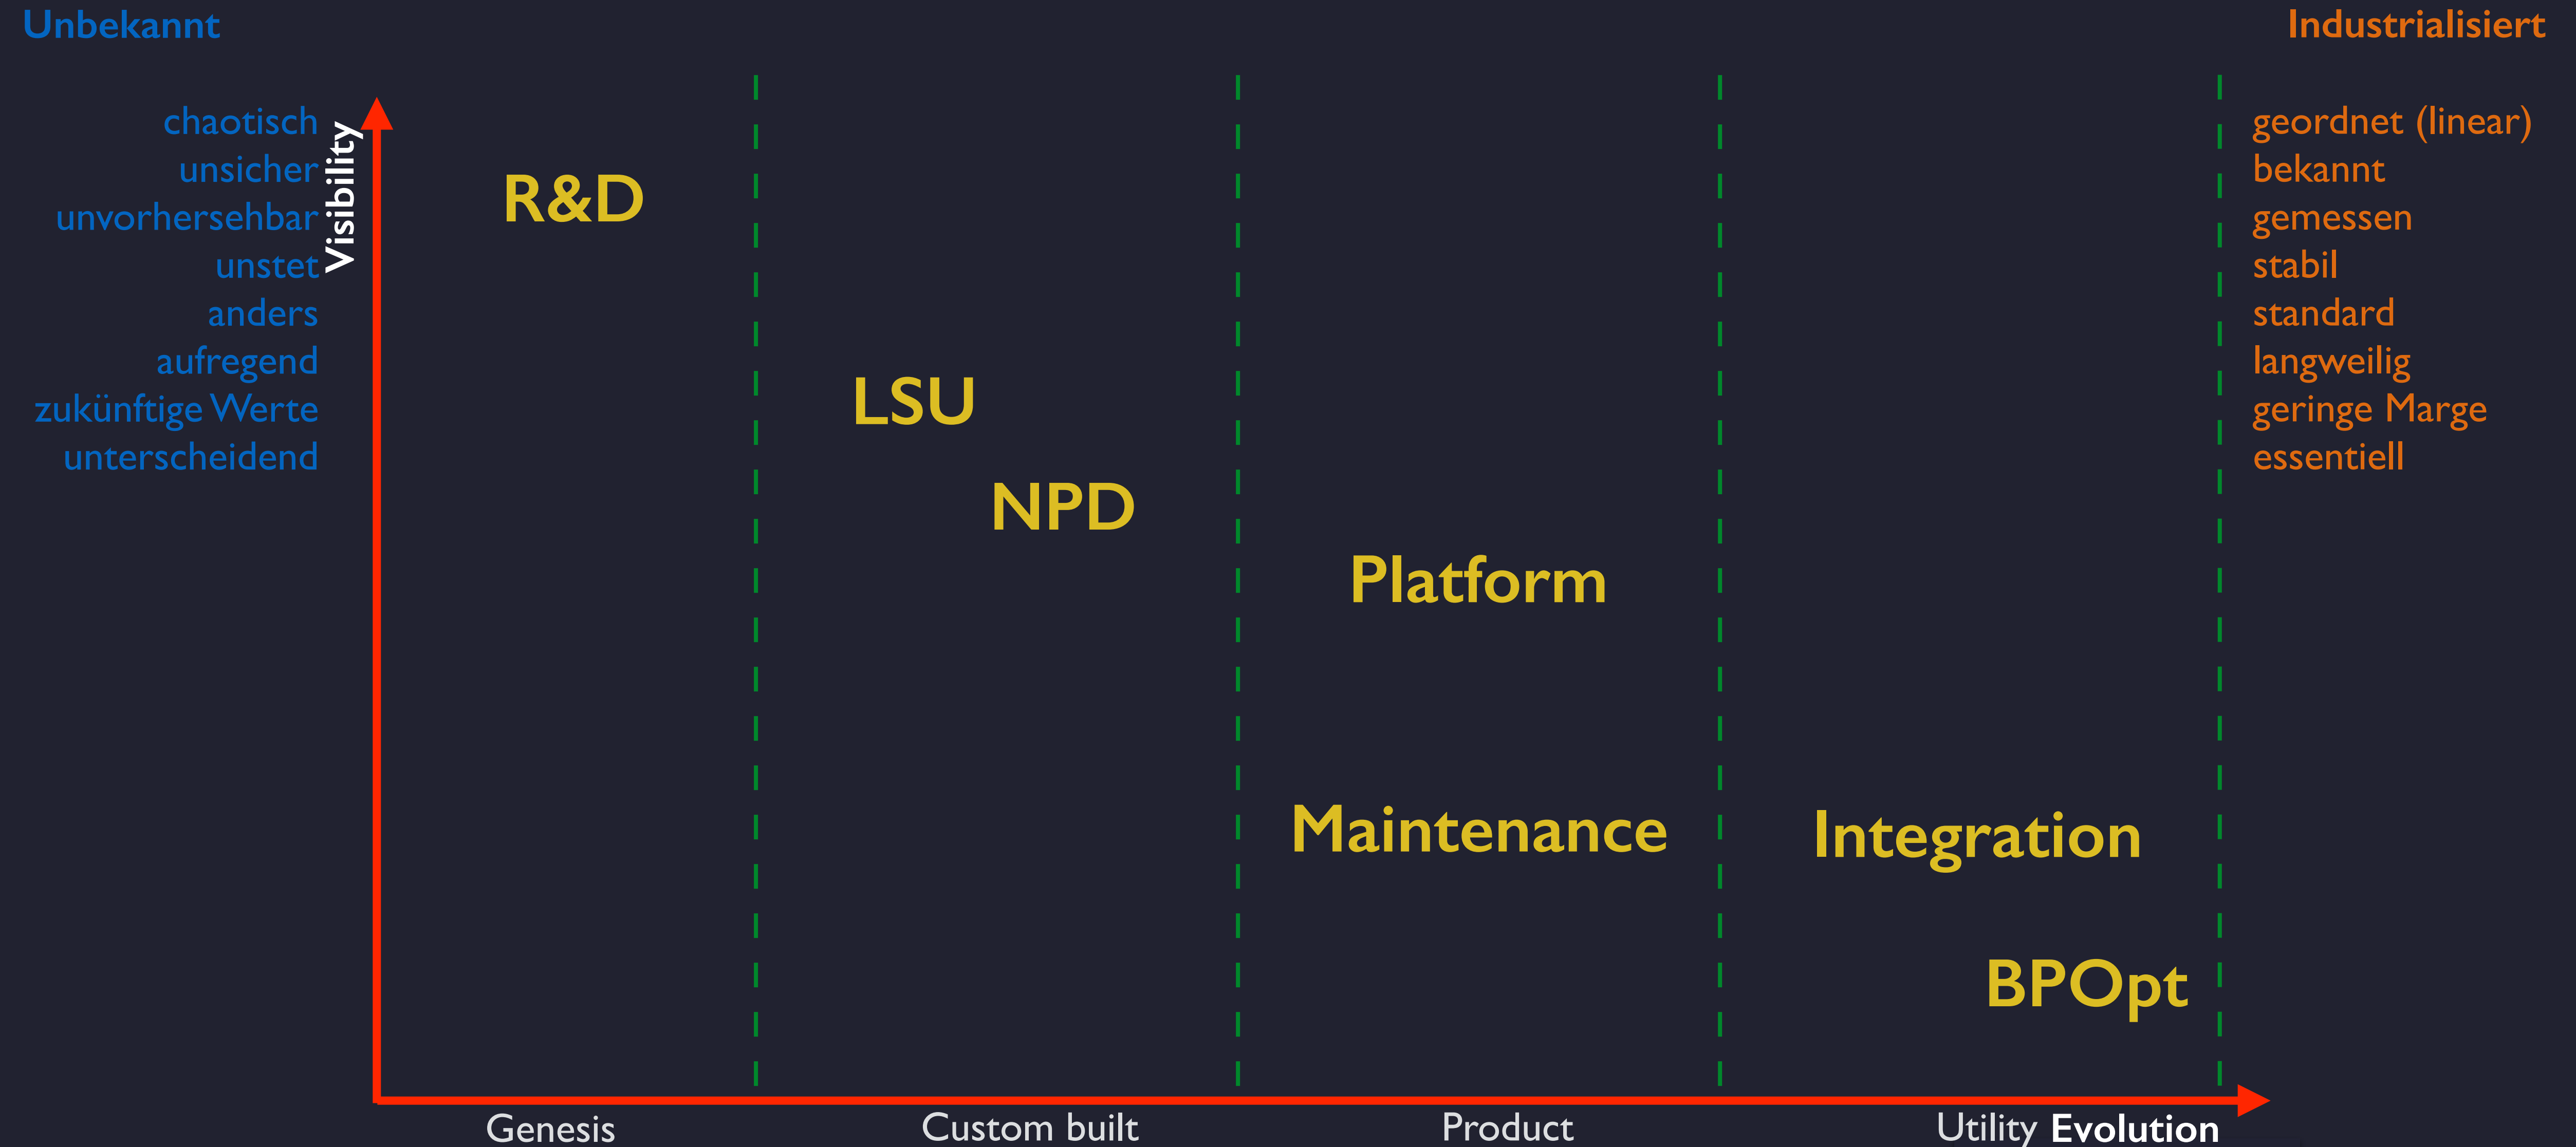 Unbekannt
Industrialisiert
chaotisch
unsicher
unvorhersehbar
unstet
anders
aufregend
zukünftige Werte
unterscheidend
Visibility
R&D
LSU
NPD
Platform
Maintenance
Integration
BPOpt
geordnet (linear)
bekannt
gemessen
stabil
standard
langweilig
geringe Marge
essentiell
Genesis
Custom built
Product
Utility
Evolution